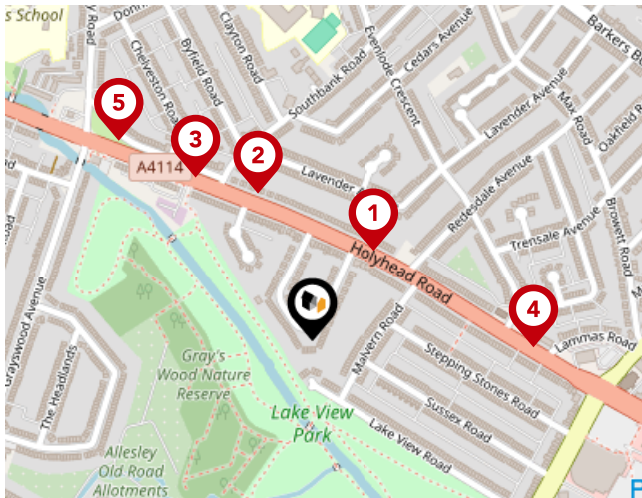 s School
Donn
y Road
Chelveston Road
Byfield Road
Clayton Road
Southbank Road
Evenlode Crescent
Cedars Avenue
Barkers Bu
Lavender Avenue
Max Road
Oakfield R
5
3
2
A4114
Lavender A
1
Redesdale Avenue
Trensale Avenue
Browett Road
Holyhead Road
4
Lammas Road
Malvern Road
Stepping Stones Road
Sussex Road
Lake View Road
Grayswood Avenue
The Headlands
Road
Gray's
Wood Nature
Reserve
Lake View
Park
Allesley
Old Road
Allotments